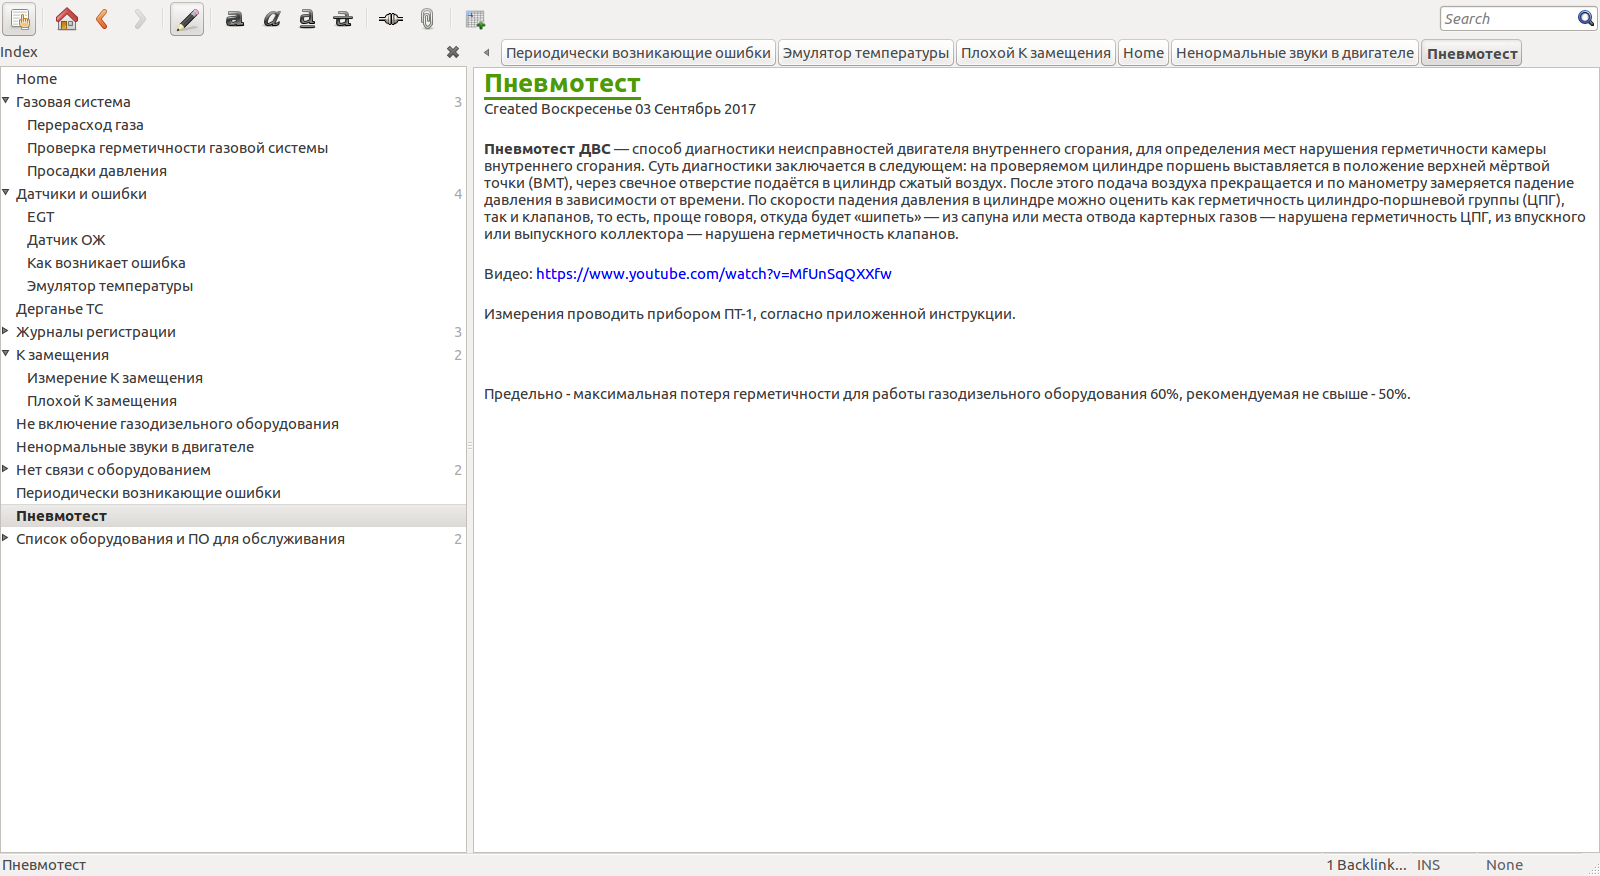 Search
Index
Периодически возникающие ошибки
Эмулятор температуры
Плохой К замещения
Home
Ненормальные звуки в двигателе
Пневмотест
Home
Газовая система 3
Перерасход газа
Проверка герметичности газовой системы
Просадки давления
Датчики и ошибки 4
EGT
Датчик ОЖ
Как возникает ошибка
Эмулятор температуры
Дерганье ТС
Журналы регистрации 3
К замещения 2
Измерение К замещения
Плохой К замещения
Не включение газодизельного оборудования
Ненормальные звуки в двигателе
Нет связи с оборудованием 2
Периодически возникающие ошибки
Пневмотест
Список оборудования и ПО для обслуживания 2
Пневмотест
Created Воскресенье 03 Сентябрь 2017
Пневмотест ДВС — способ диагностики неисправностей двигателя внутреннего сгорания, для определения мест нарушения герметичности камеры
внутреннего сгорания. Суть диагностики заключается в следующем: на проверяемом цилиндре поршень выставляется в положение верхней мёртвой
точки (ВМТ), через свечное отверстие подаётся в цилиндр сжатый воздух. После этого подача воздуха прекращается и по манометру замеряется падение
давления в зависимости от времени. По скорости падения давления в цилиндре можно оценить как герметичность цилиндро-поршневой группы (ЦПГ),
так и клапанов, то есть, проще говоря, откуда будет «шипеть» — из сапуна или места отвода картерных газов — нарушена герметичность ЦПГ, из впускного
или выпускного коллектора — нарушена герметичность клапанов.
Видео: https://www.youtube.com/watch?v=MfUnSqQXXfw
Измерения проводить прибором ПТ-1, согласно приложенной инструкции.
Предельно - максимальная потеря герметичности для работы газодизельного оборудования 60%, рекомендуемая не свыше - 50%.
Пневмотест
1 Backlink... INS None